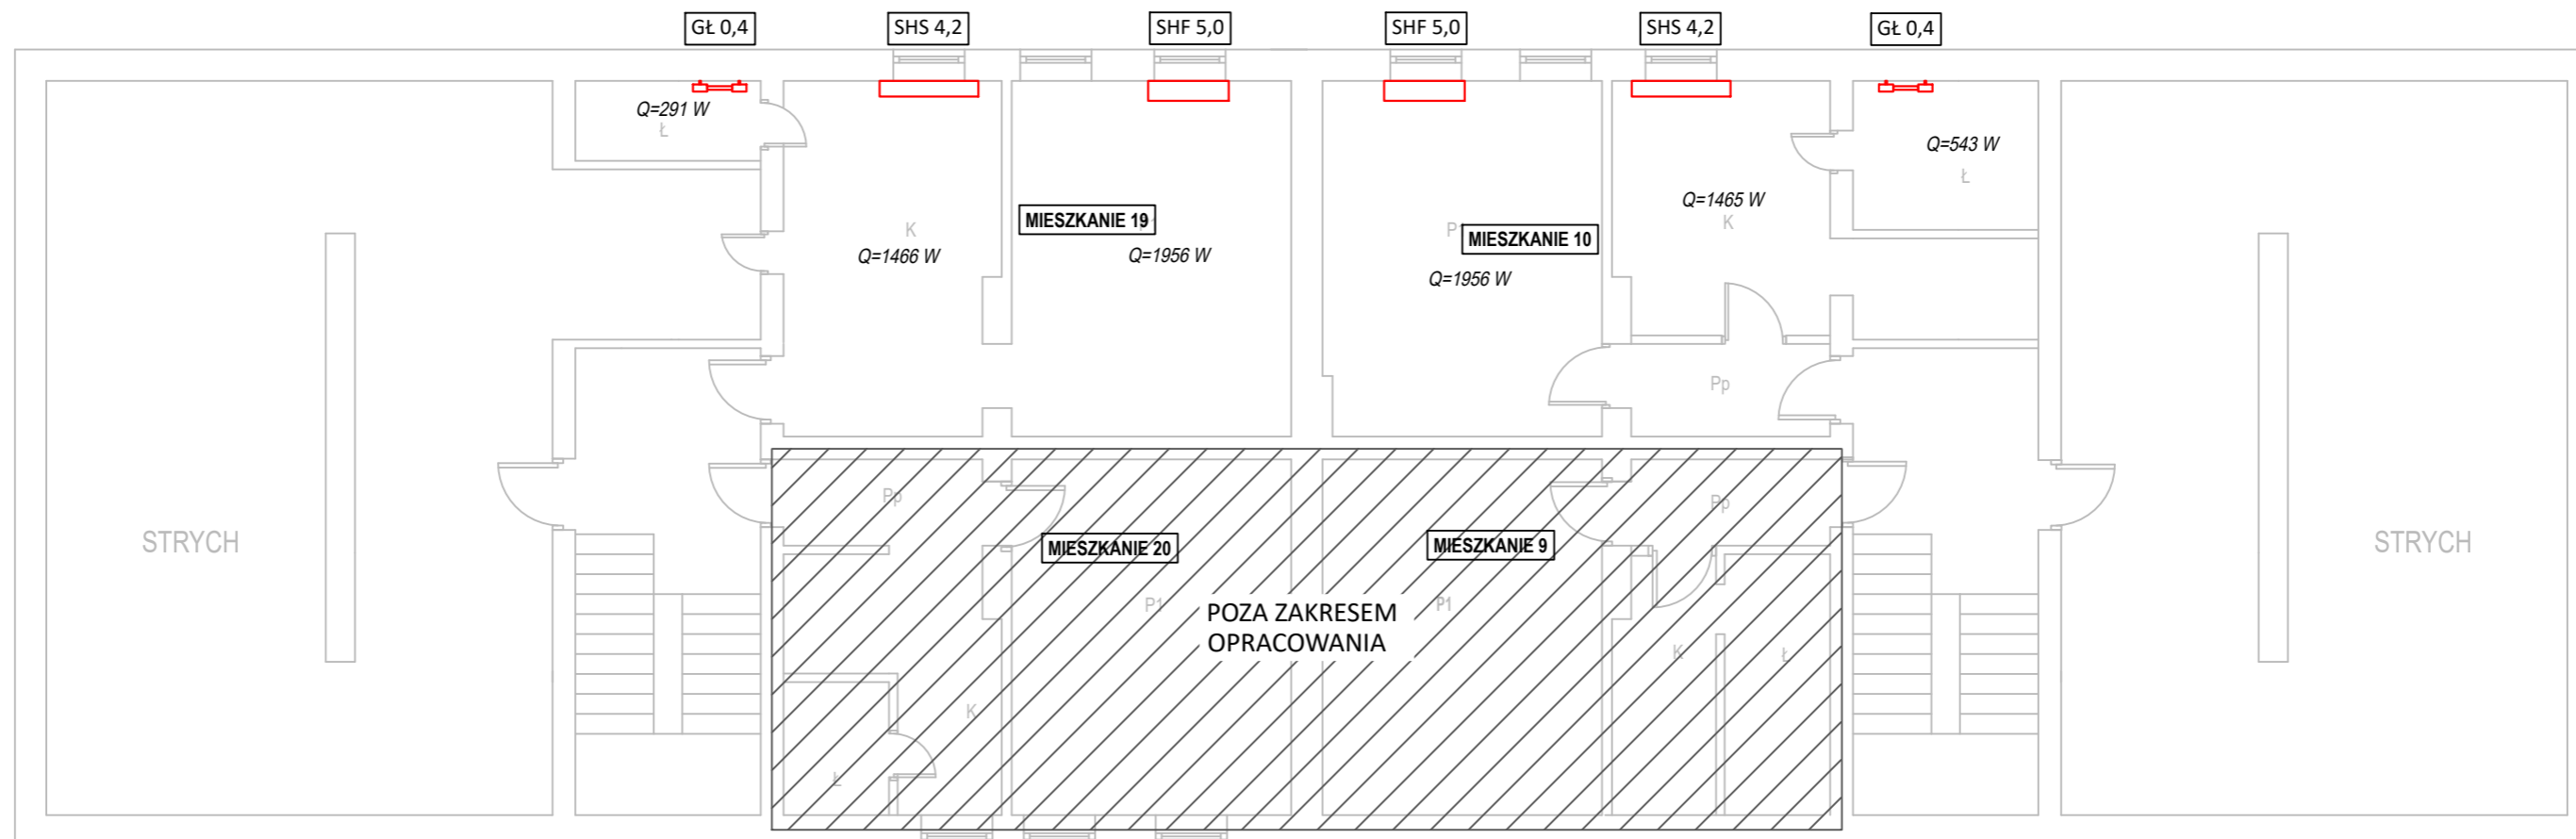 GŁ 0,4
SHS 4,2
SHF 5,0
SHF 5,0
SHS 4,2
GŁ 0,4
Q=291 W
Ł
Q=543 W
Ł
Q=1465 W
K
MIESZKANIE 19
K
Q=1466 W
Q=1956 W
MIESZKANIE 10
Q=1956 W
Pp
Pp
Pp
STRYCH
MIESZKANIE 20
MIESZKANIE 9
STRYCH
P1
P1
POZA ZAKRESEM
OPRACOWANIA
K
Ł
K
Ł